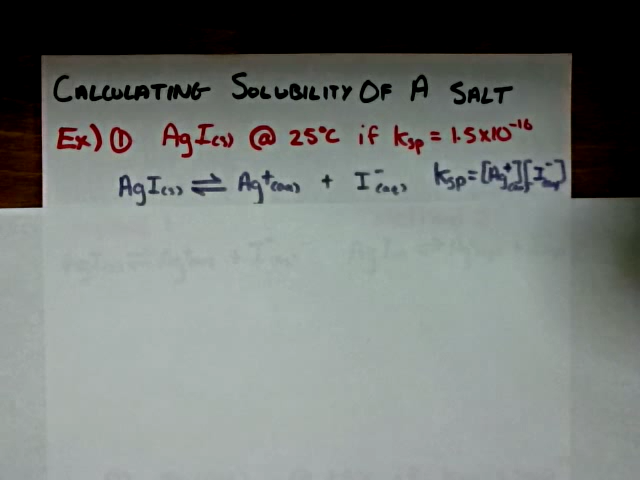 CALCULATING SOLUBILITY OF A SALT
Ex) ① AgI(s) @ 25°C if Ksp = 1.5x10⁻¹⁶
AgI(s) ⇌ Ag⁺(aq) + I⁻(aq) Ksp = [Ag⁺(aq)][I⁻(aq)]